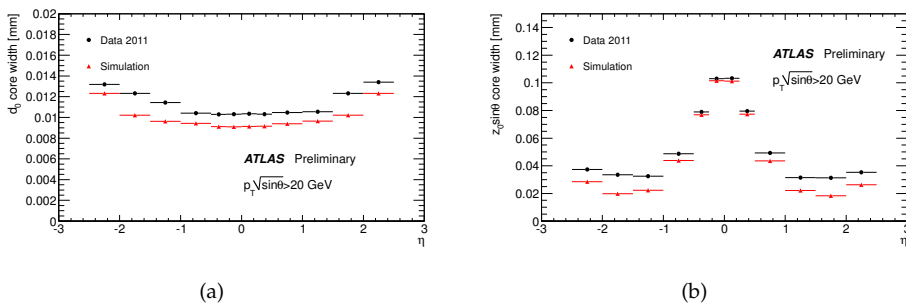 d0 core width [mm]
0.02
0.018
0.016
0.014
0.012
0.01
0.008
0.006
0.004
0.002
0
Data 2011
Simulation
ATLAS Preliminary
pT√sinθ>20 GeV
-3 -2 -1 0 1 2 3
η
(a)
z0sinθ core width [mm]
0.14
0.12
0.1
0.08
0.06
0.04
0.02
0
Data 2011
Simulation
ATLAS Preliminary
pT√sinθ>20 GeV
-3 -2 -1 0 1 2 3
η
(b)